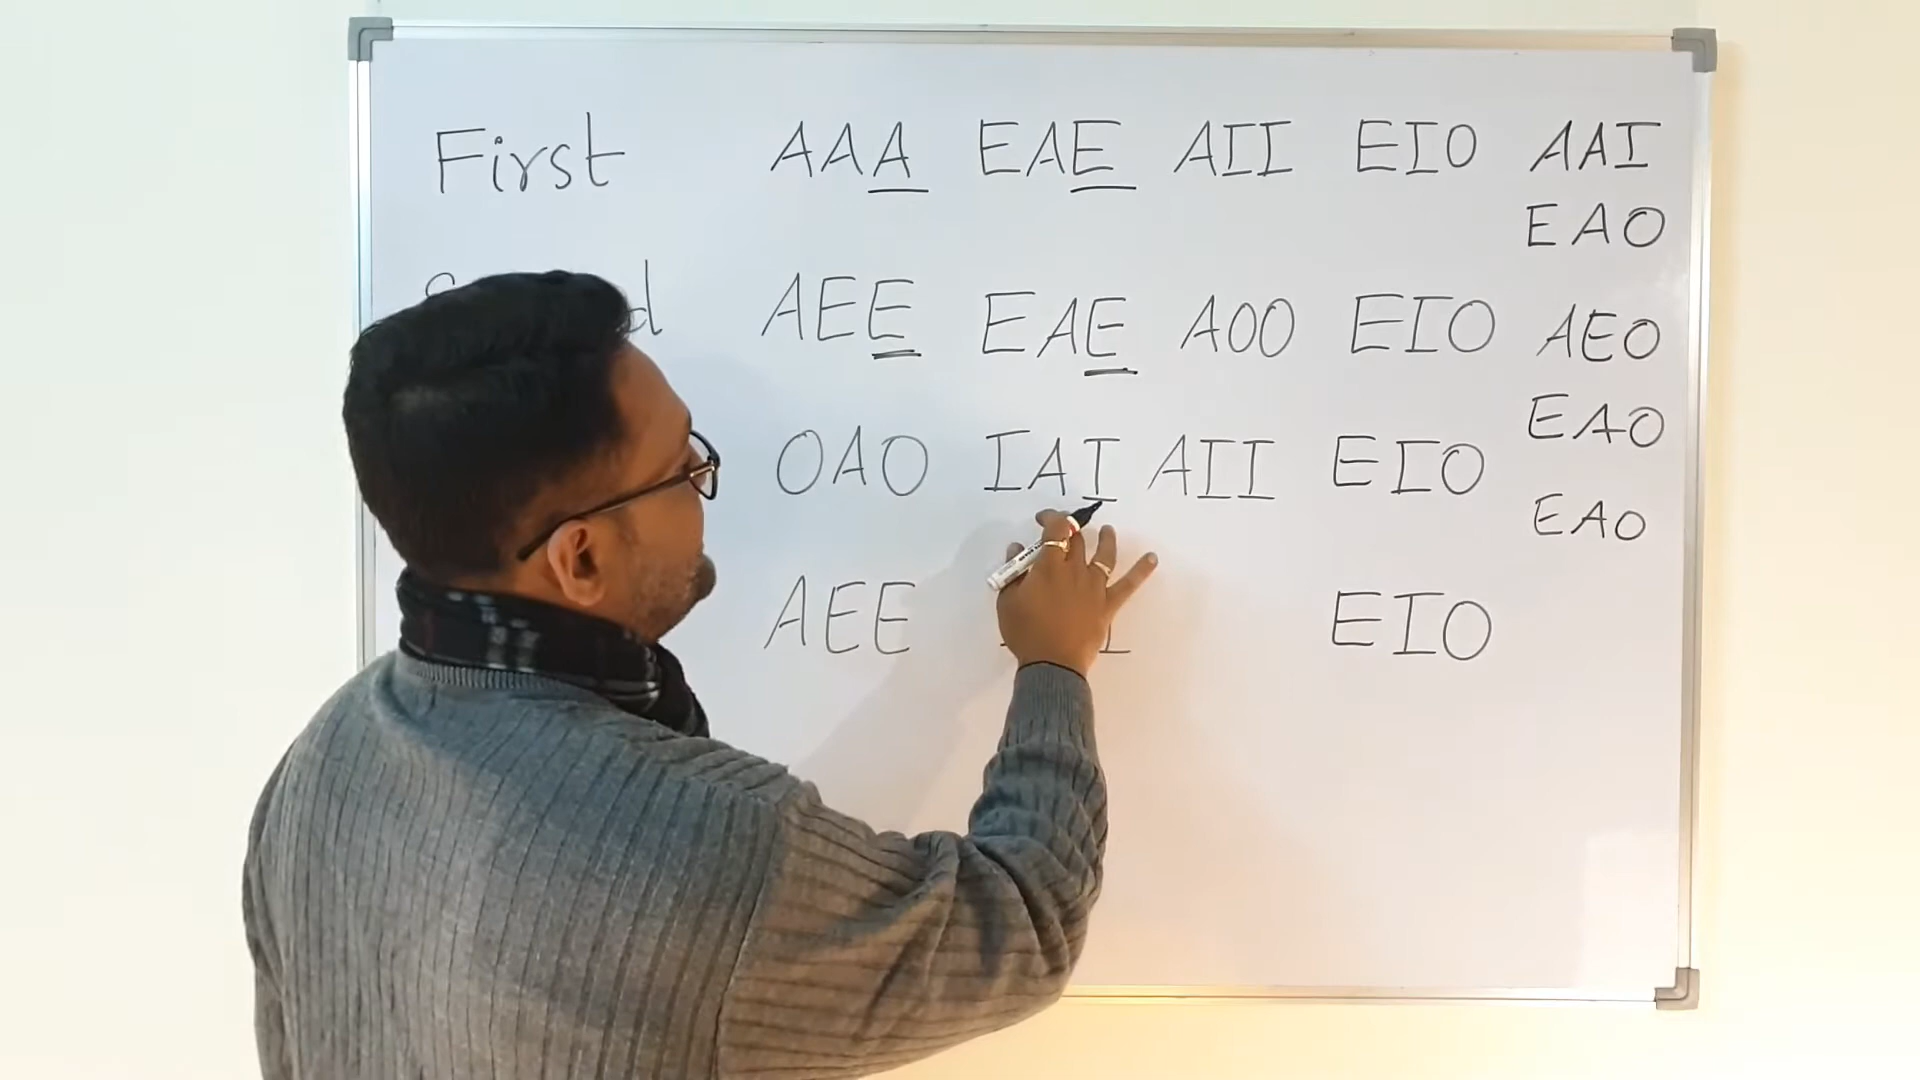 First AAA EAE AII EIO AAI
EAO
AEE EAE AOO EIO AEO
EAO
OAO IAI AII EIO
EAO
AEE EIO